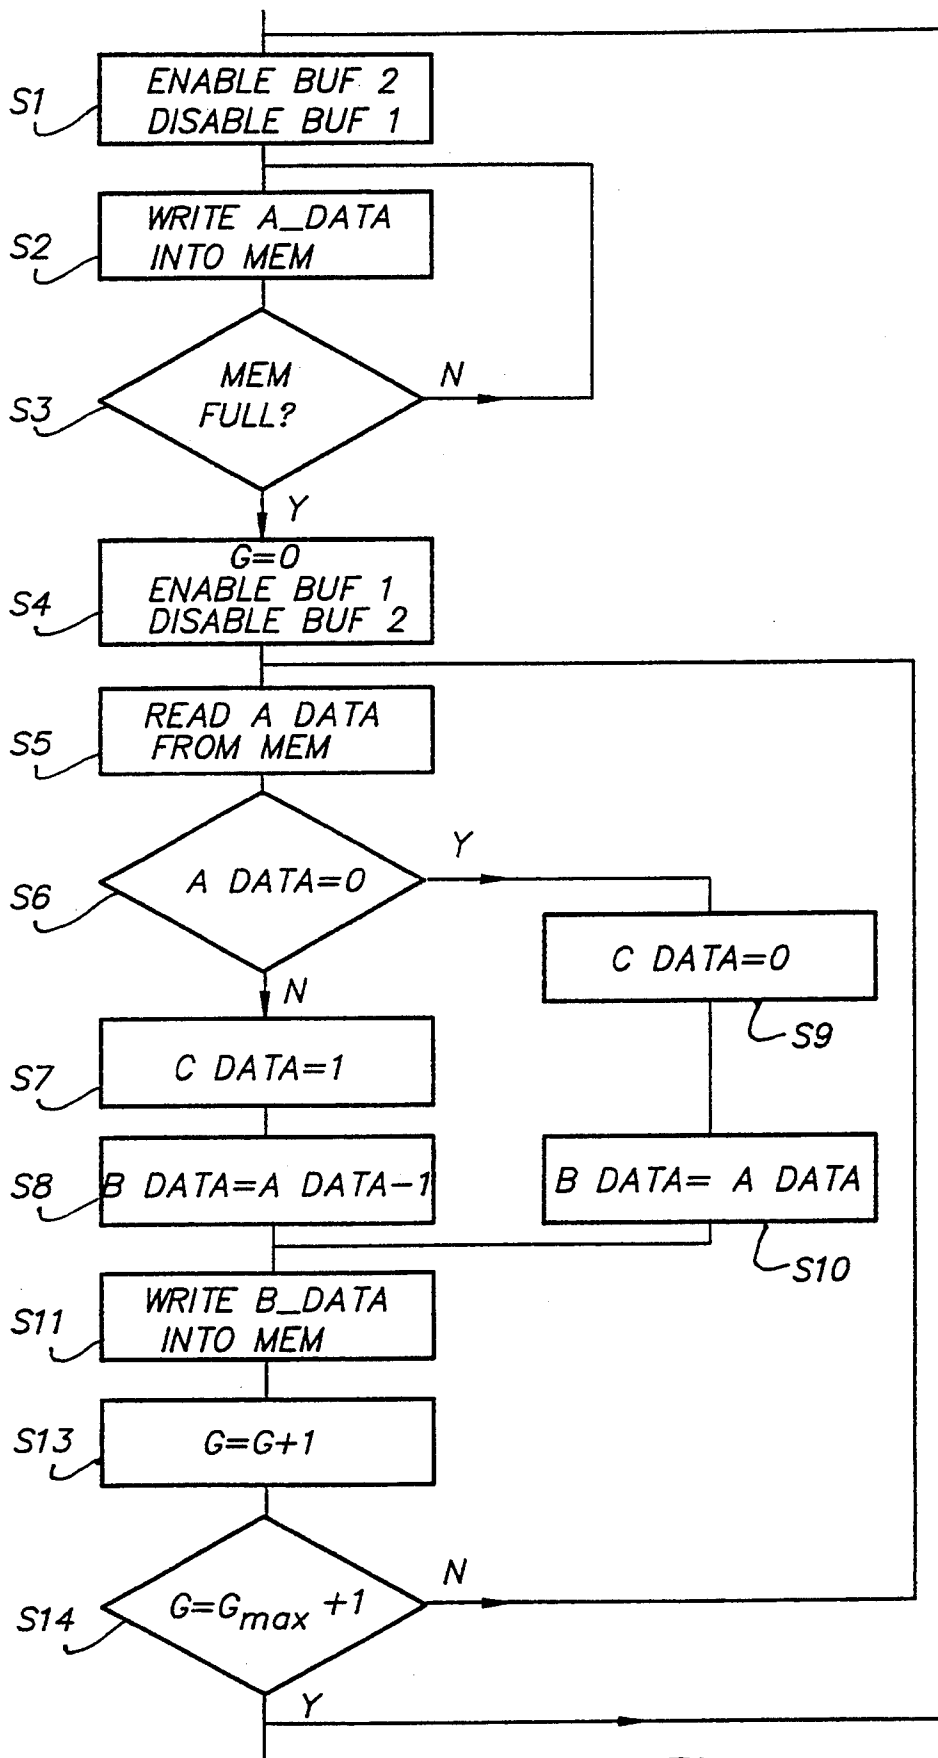 S1
ENABLE BUF 2
DISABLE BUF 1
S2
WRITE A_DATA
INTO MEM
S3
MEM
FULL?
N
Y
S4
G=0
ENABLE BUF 1
DISABLE BUF 2
S5
READ A DATA
FROM MEM
S6
A DATA=0
Y
N
C DATA=0
S9
S7
C DATA=1
S8
B DATA=A DATA-1
B DATA= A DATA
S10
S11
WRITE B_DATA
INTO MEM
S13
G=G+1
S14
G=Gmax +1
N
Y